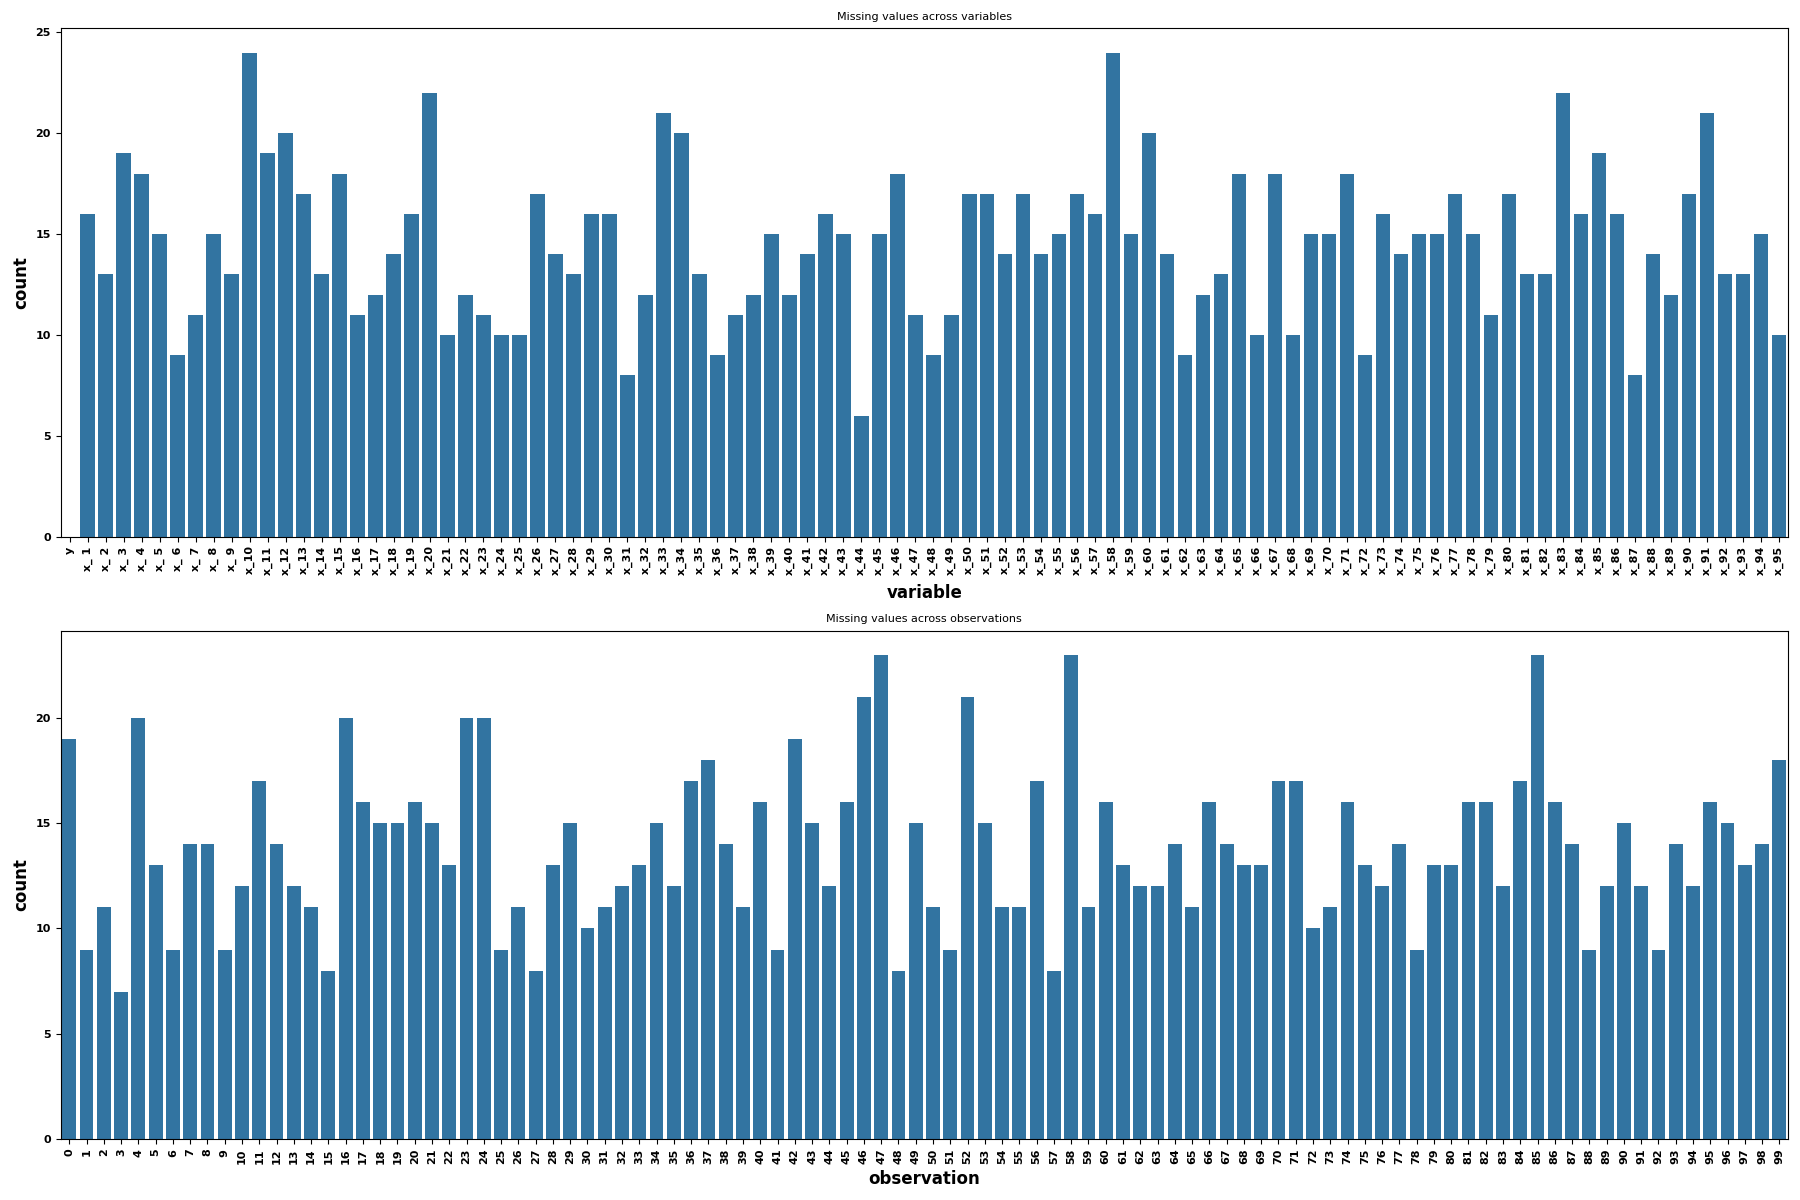 Missing values across variables
25
20
15
10
5
0
count
y x_1 x_2 x_3 x_4 x_5 x_6 x_7 x_8 x_9 x_10 x_11 x_12 x_13 x_14 x_15 x_16 x_17 x_18 x_19 x_20 x_21 x_22 x_23 x_24 x_25 x_26 x_27 x_28 x_29 x_30 x_31 x_32 x_33 x_34 x_35 x_36 x_37 x_38 x_39 x_40 x_41 x_42 x_43 x_44 x_45 x_46 x_47 x_48 x_49 x_50 x_51 x_52 x_53 x_54 x_55 x_56 x_57 x_58 x_59 x_60 x_61 x_62 x_63 x_64 x_65 x_66 x_67 x_68 x_69 x_70 x_71 x_72 x_73 x_74 x_75 x_76 x_77 x_78 x_79 x_80 x_81 x_82 x_83 x_84 x_85 x_86 x_87 x_88 x_89 x_90 x_91 x_92 x_93 x_94 x_95
variable
Missing values across observations
20
15
10
5
0
count
0 1 2 3 4 5 6 7 8 9 10 11 12 13 14 15 16 17 18 19 20 21 22 23 24 25 26 27 28 29 30 31 32 33 34 35 36 37 38 39 40 41 42 43 44 45 46 47 48 49 50 51 52 53 54 55 56 57 58 59 60 61 62 63 64 65 66 67 68 69 70 71 72 73 74 75 76 77 78 79 80 81 82 83 84 85 86 87 88 89 90 91 92 93 94 95 96 97 98 99
observation